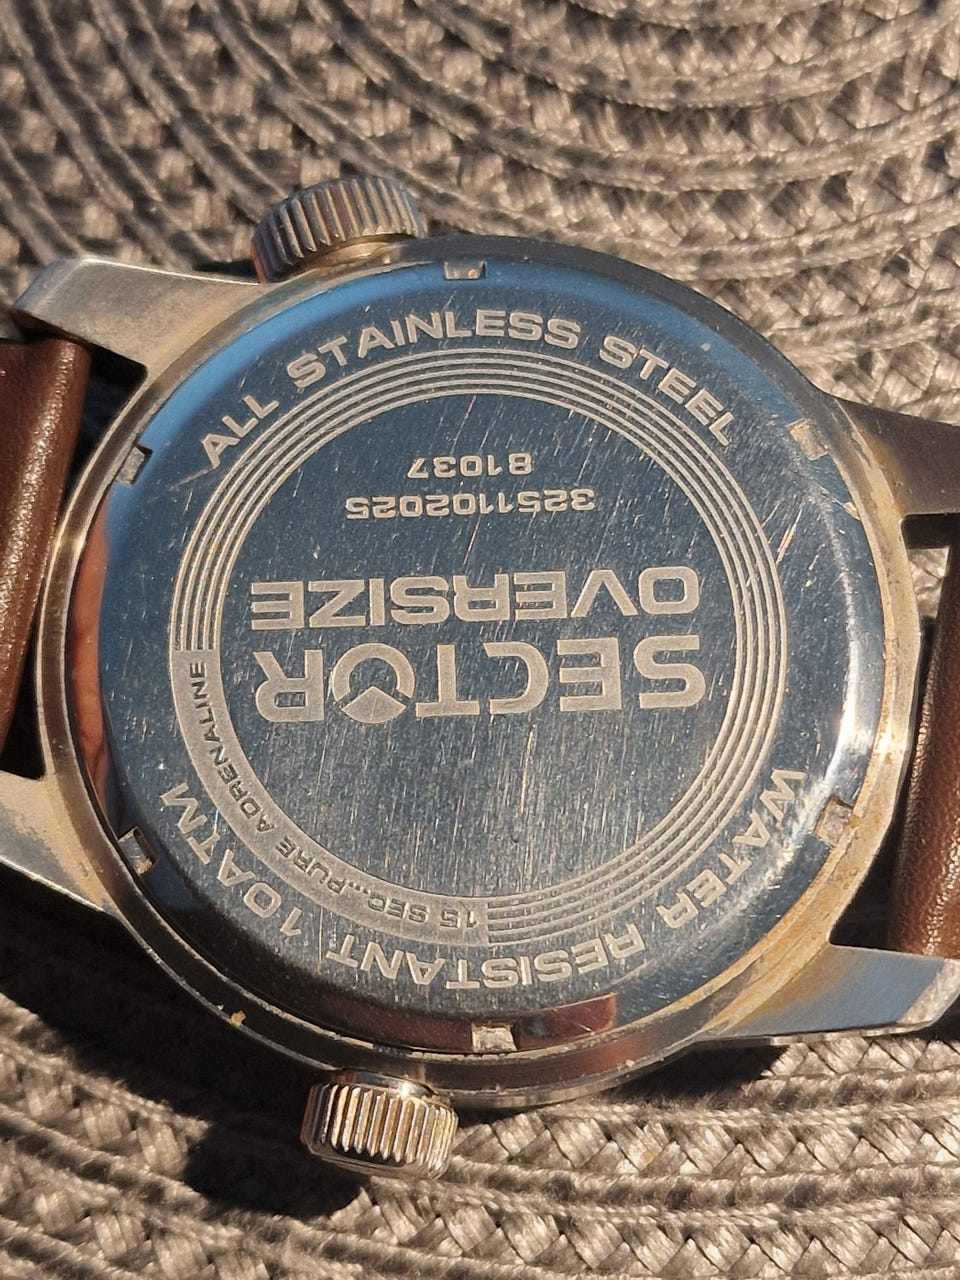 WATER RESISTANT 10ATM
15 SEC...PURE ADRENALINE
SECTOR
OVERSIZE
3251102025
81037
ALL STAINLESS STEEL